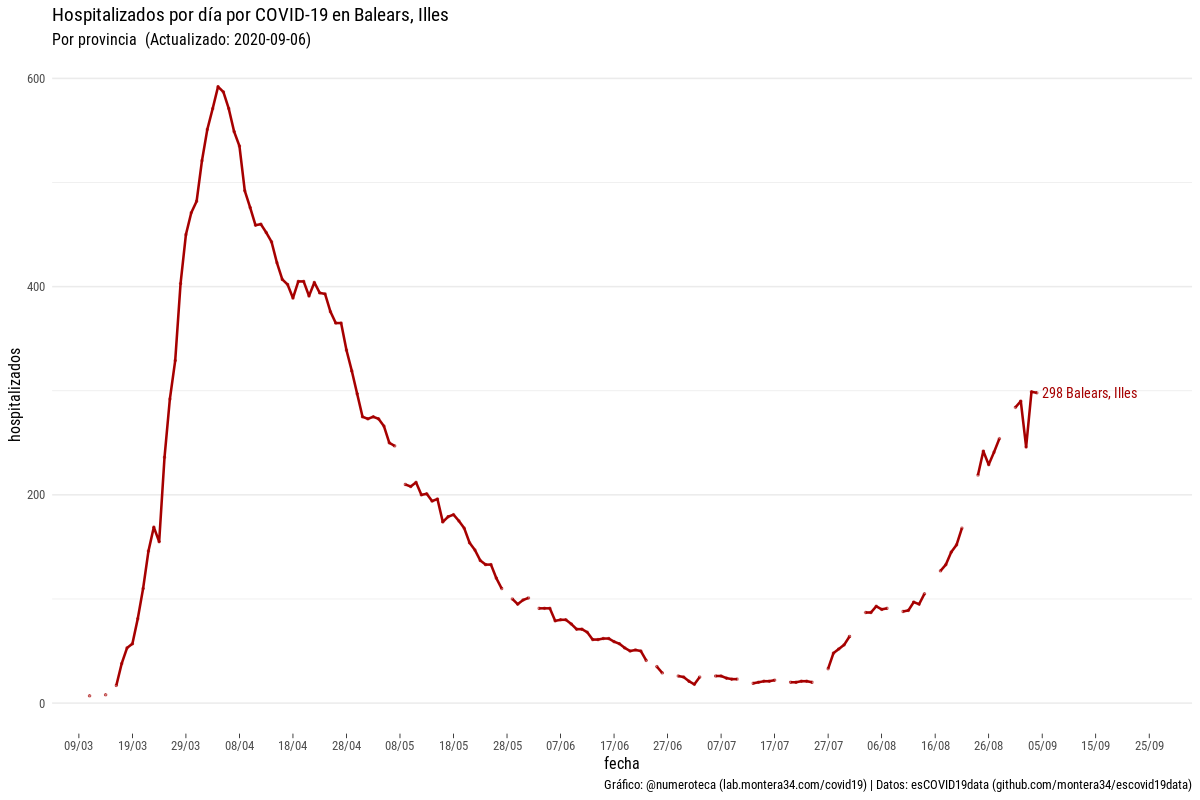 Hospitalizados por día por COVID-19 en Balears, Illes
Por provincia (Actualizado: 2020-09-06)
600
400
200
0
hospitalizados
298 Balears, Illes
09/03 19/03 29/03 08/04 18/04 28/04 08/05 18/05 28/05 07/06 17/06 27/06 07/07 17/07 27/07 06/08 16/08 26/08 05/09 15/09 25/09
fecha
Gráfico: @numeroteca (lab.montera34.com/covid19) | Datos: esCOVID19data (github.com/montera34/escovid19data)